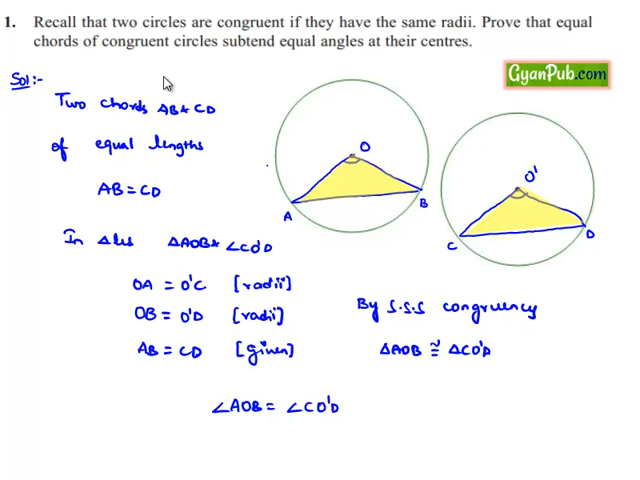 1. Recall that two circles are congruent if they have the same radii. Prove that equal
chords of congruent circles subtend equal angles at their centres.
GyanPub.com
Sol:-
Two chords AB & CD
of equal lengths
AB = CD
In Δles ΔAOB & ∠CO'D
OA = O'C [radii]
OB = O'D [radii]
AB = CD [given]
By S.S.S congruency
ΔAOB ≅ ΔCO'D
∠AOB = ∠CO'D
O
A
B
O'
C
D